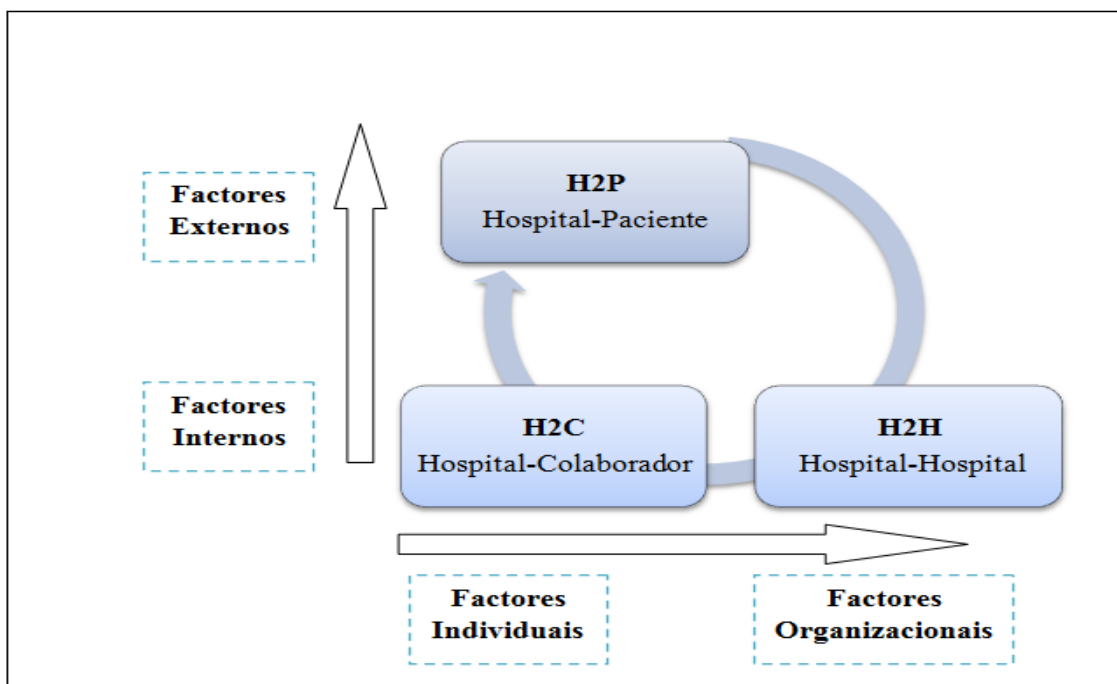 Factores
Externos
H2P
Hospital-Paciente
Factores
Internos
H2C
Hospital-Colaborador
H2H
Hospital-Hospital
Factores
Individuais
Factores
Organizacionais